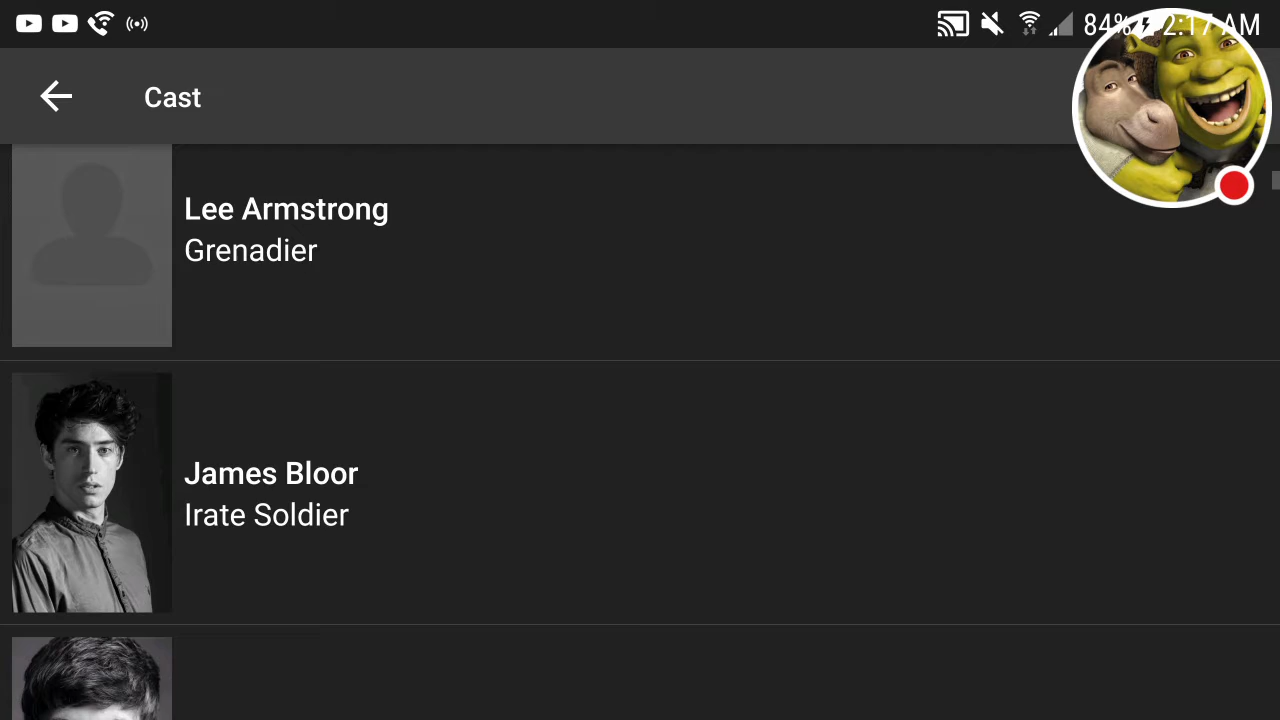 84% 2:17 AM
Cast
Lee Armstrong
Grenadier
James Bloor
Irate Soldier